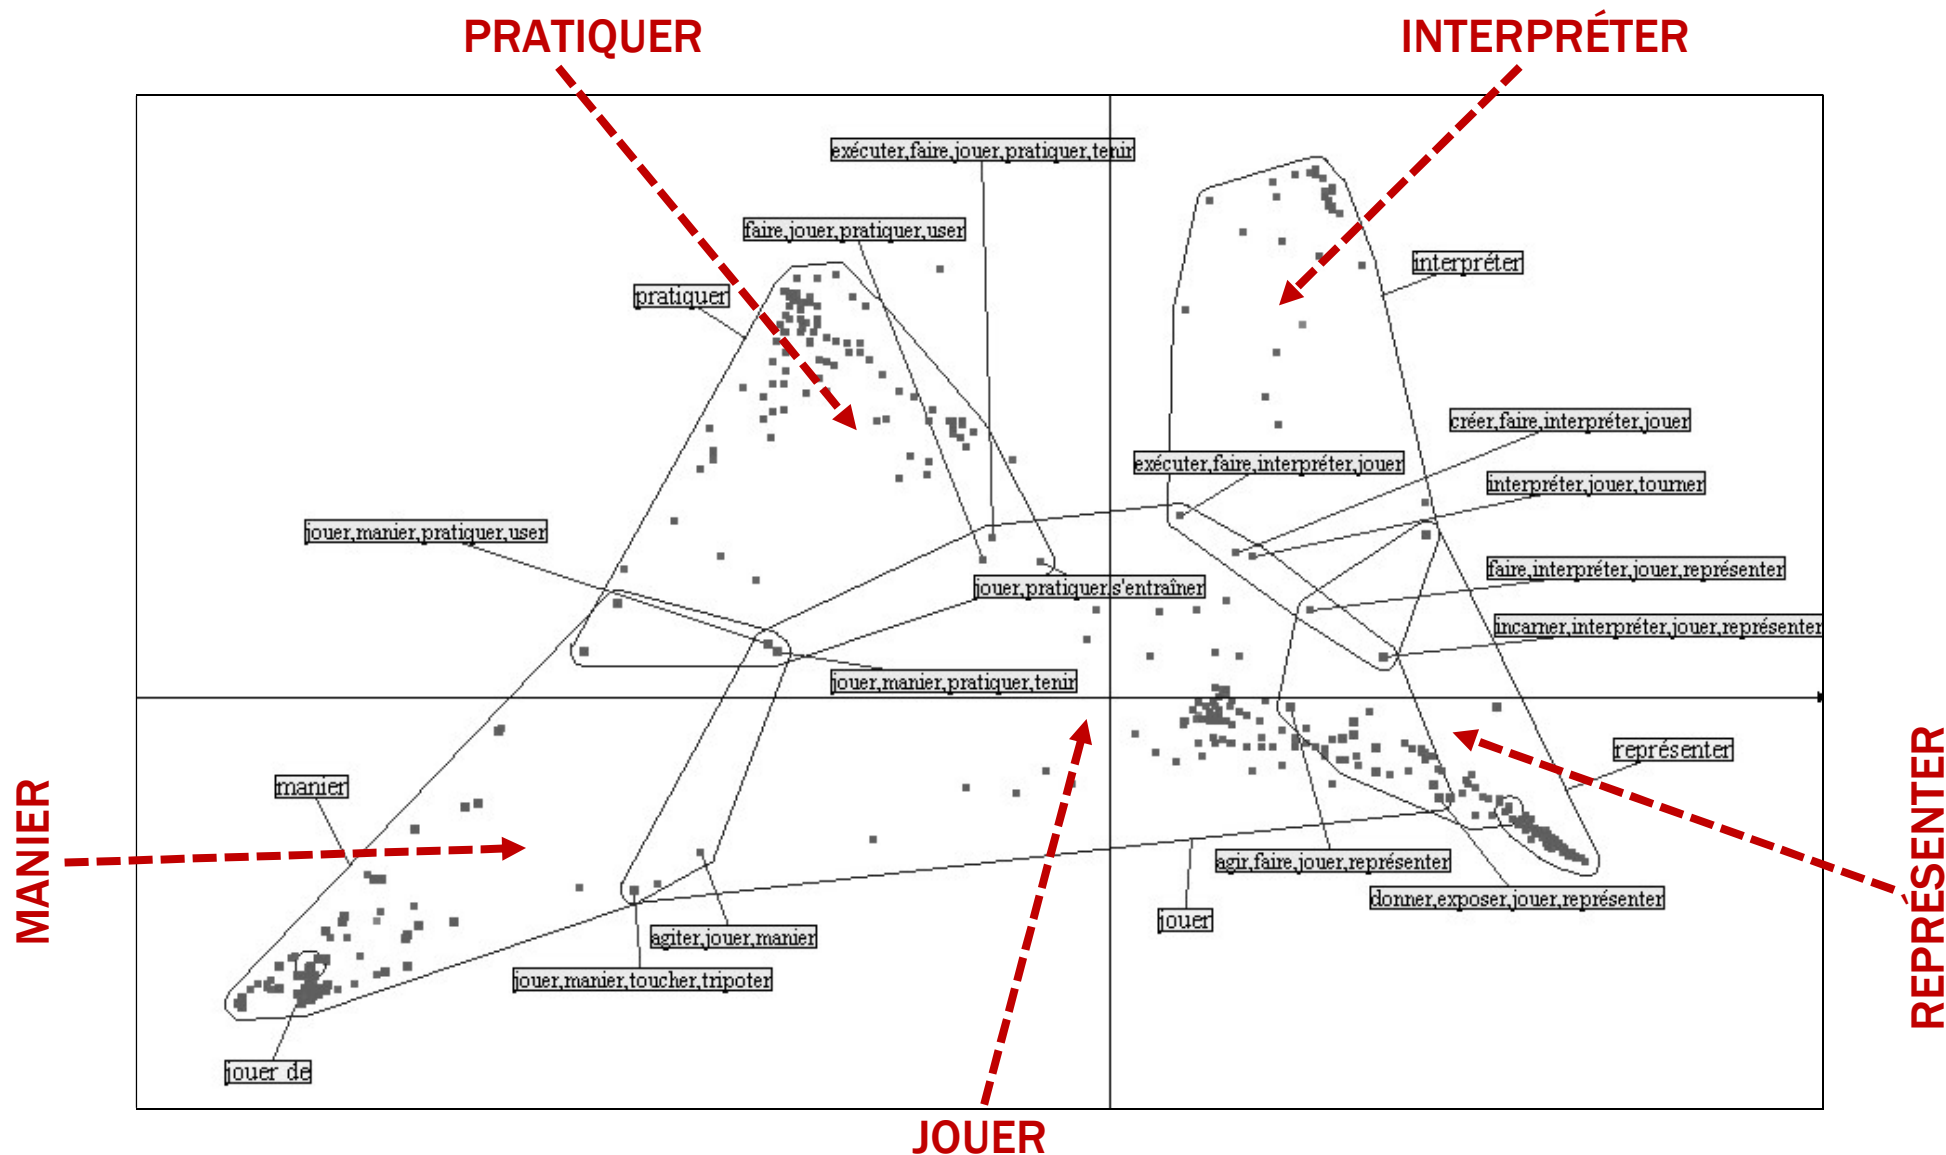 PRATIQUER
INTERPRÉTER
exécuter,faire,jouer,pratiquer,tenir
faire,jouer,pratiquer,user
interpréter
pratiquer
créer,faire,interpréter,jouer
exécuter,faire,interpréter,jouer
interpréter,jouer,tourner
jouer,manier,pratiquer,user
faire,interpréter,jouer,représenter
jouer,pratiquer,s'entraîner
incarner,interpréter,jouer,représenter
jouer,manier,pratiquer,tenir
représenter
manier
MANIER
REPRÉSENTER
agir,faire,jouer,représenter
donner,exposer,jouer,représenter
jouer
agiter,jouer,manier
jouer,manier,toucher,tripoter
jouer de
JOUER